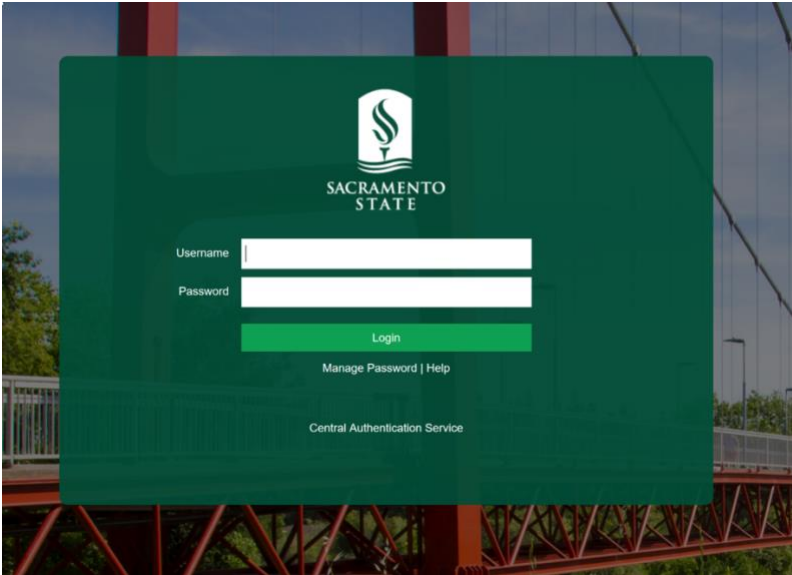 SACRAMENTO
STATE
Username
Password
Login
Manage Password | Help
Central Authentication Service